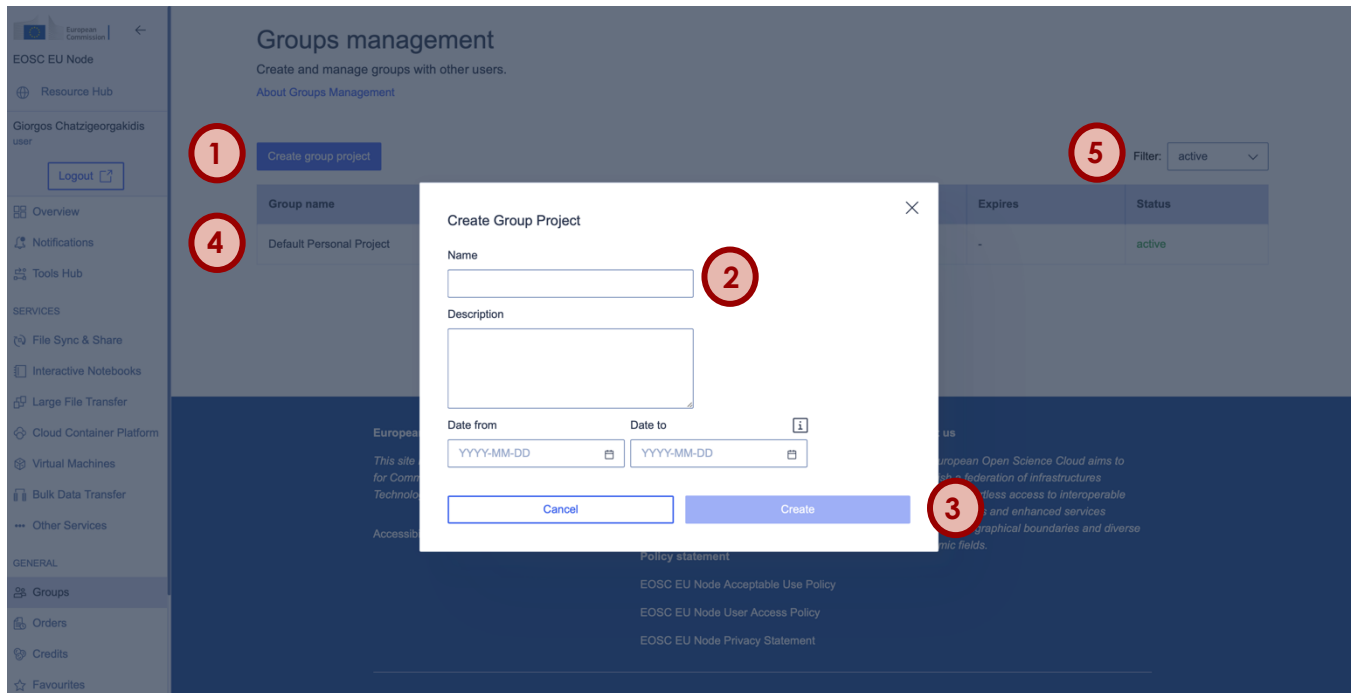 European
Commission
EOSC EU Node
Resource Hub
Giorgos Chatzigeorgakidis
user
Logout
Overview
Notifications
Tools Hub
SERVICES
File Sync & Share
Interactive Notebooks
Large File Transfer
Cloud Container Platform
Virtual Machines
Bulk Data Transfer
Other Services
GENERAL
Groups
Orders
Credits
Favourites
Groups management
Create and manage groups with other users.
About Groups Management
1
Create group project
5
Filter: active
Group name
Expires
Status
4
Default Personal Project
-
active
Create Group Project
Name
2
Description
Date from
Date to
i
YYYY-MM-DD
YYYY-MM-DD
Cancel
Create
3
This site
for Comm
Technolo
us
European Open Science Cloud aims to
federation of infrastructures
access to interoperable
and enhanced services
graphical boundaries and diverse
fields.
Policy statement
EOSC EU Node Acceptable Use Policy
EOSC EU Node User Access Policy
EOSC EU Node Privacy Statement